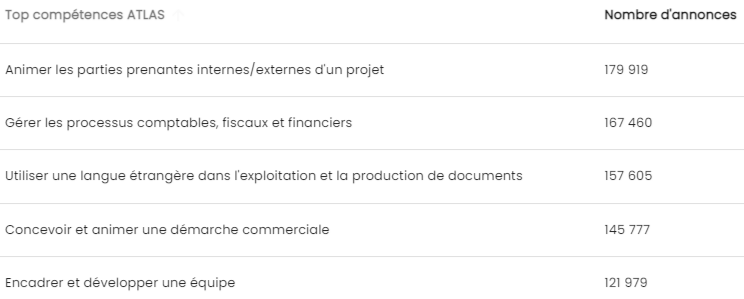 Top compétences ATLAS Nombre d'annonces
Animer les parties prenantes internes/externes d'un projet 179 919
Gérer les processus comptables, fiscaux et financiers 167 460
Utiliser une langue étrangère dans l'exploitation et la production de documents 157 605
Concevoir et animer une démarche commerciale 145 777
Encadrer et développer une équipe 121 979